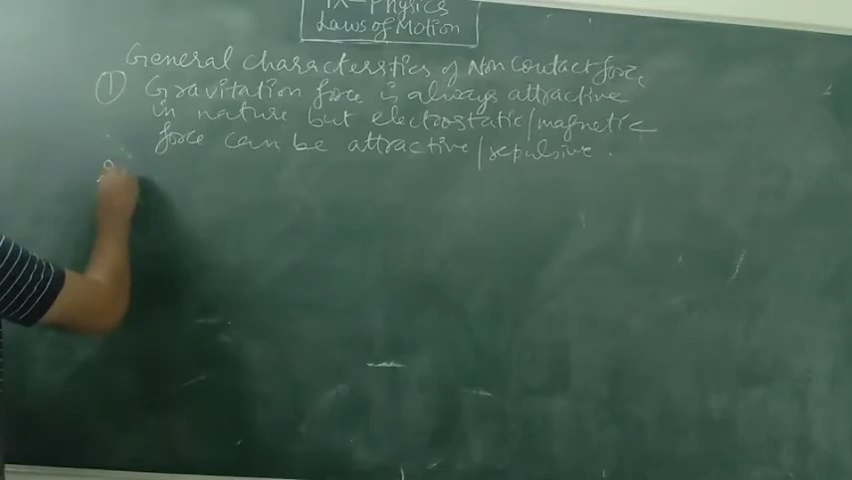 IX-Physics
Laws of Motion
General characterstics of Non Contact force
① Gravitation force is always attractive
in nature but electrostatic/magnetic
force can be attractive/repulsive.